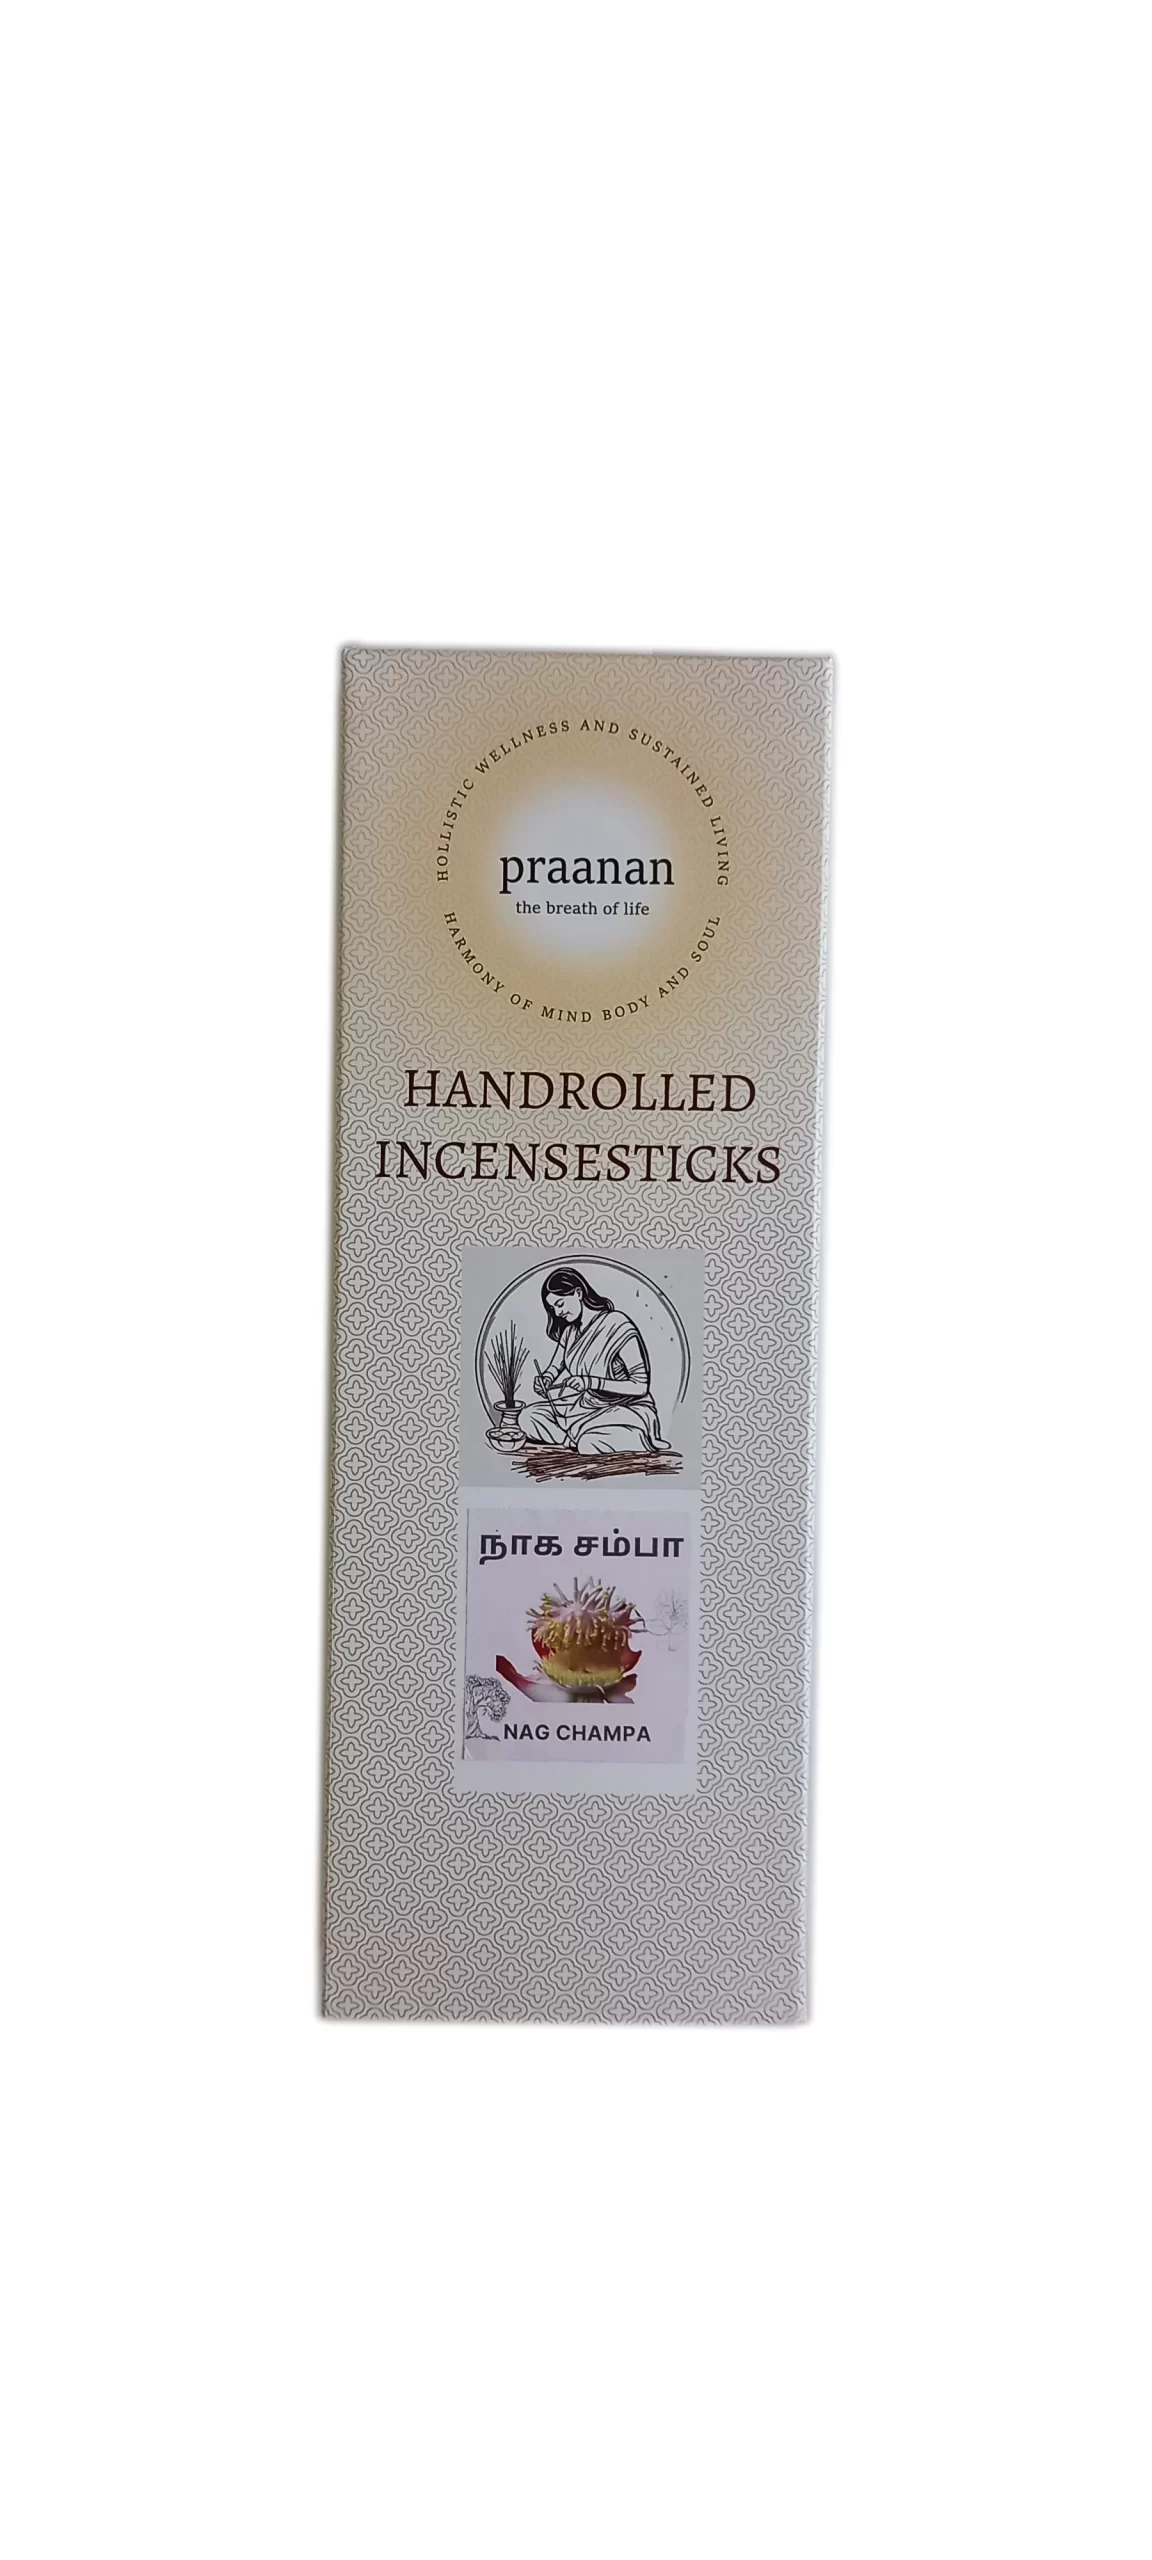 HOLLISTIC WELLNESS AND SUSTAINED LIVING
praanan
the breath of life
HARMONY OF MIND BODY AND SOUL
HANDROLLED
INCENSESTICKS
நாக சம்பா
NAG CHAMPA